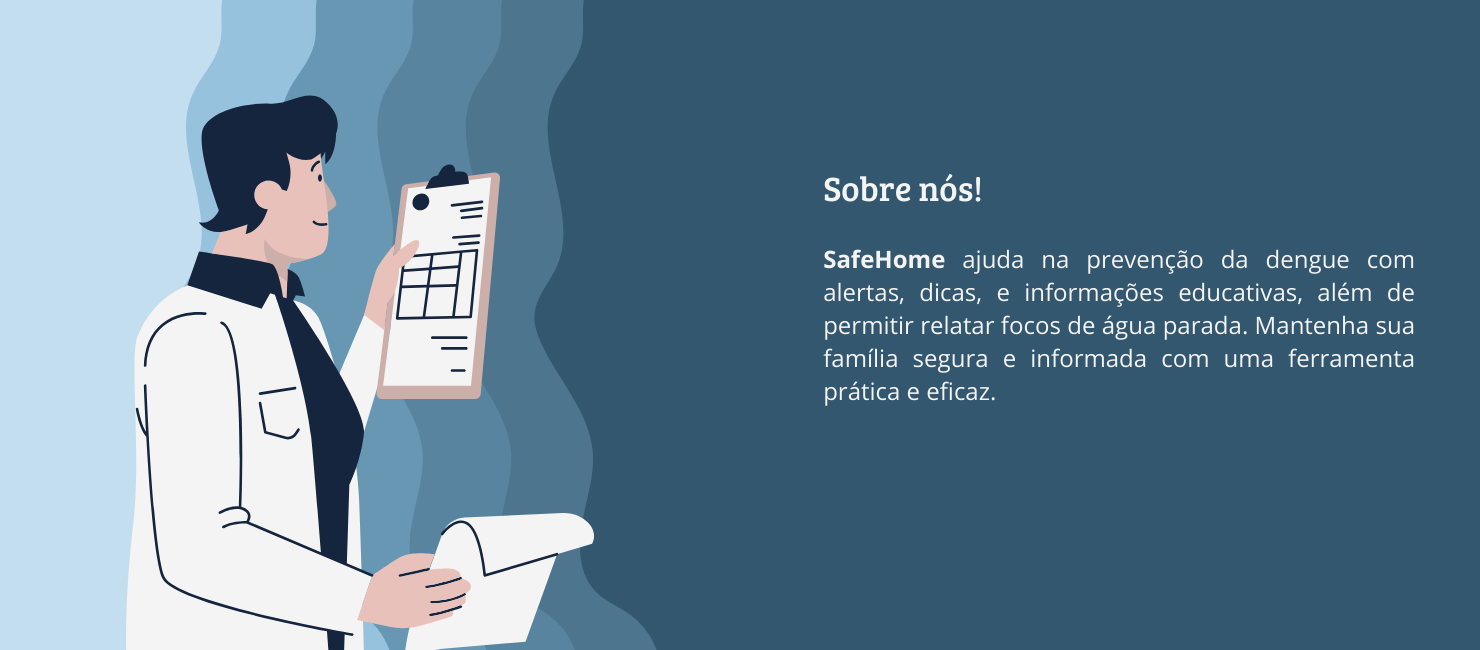 Sobre nós!
SafeHome ajuda na prevenção da dengue com
alertas, dicas, e informações educativas, além de
permitir relatar focos de água parada. Mantenha sua
família segura e informada com uma ferramenta
prática e eficaz.